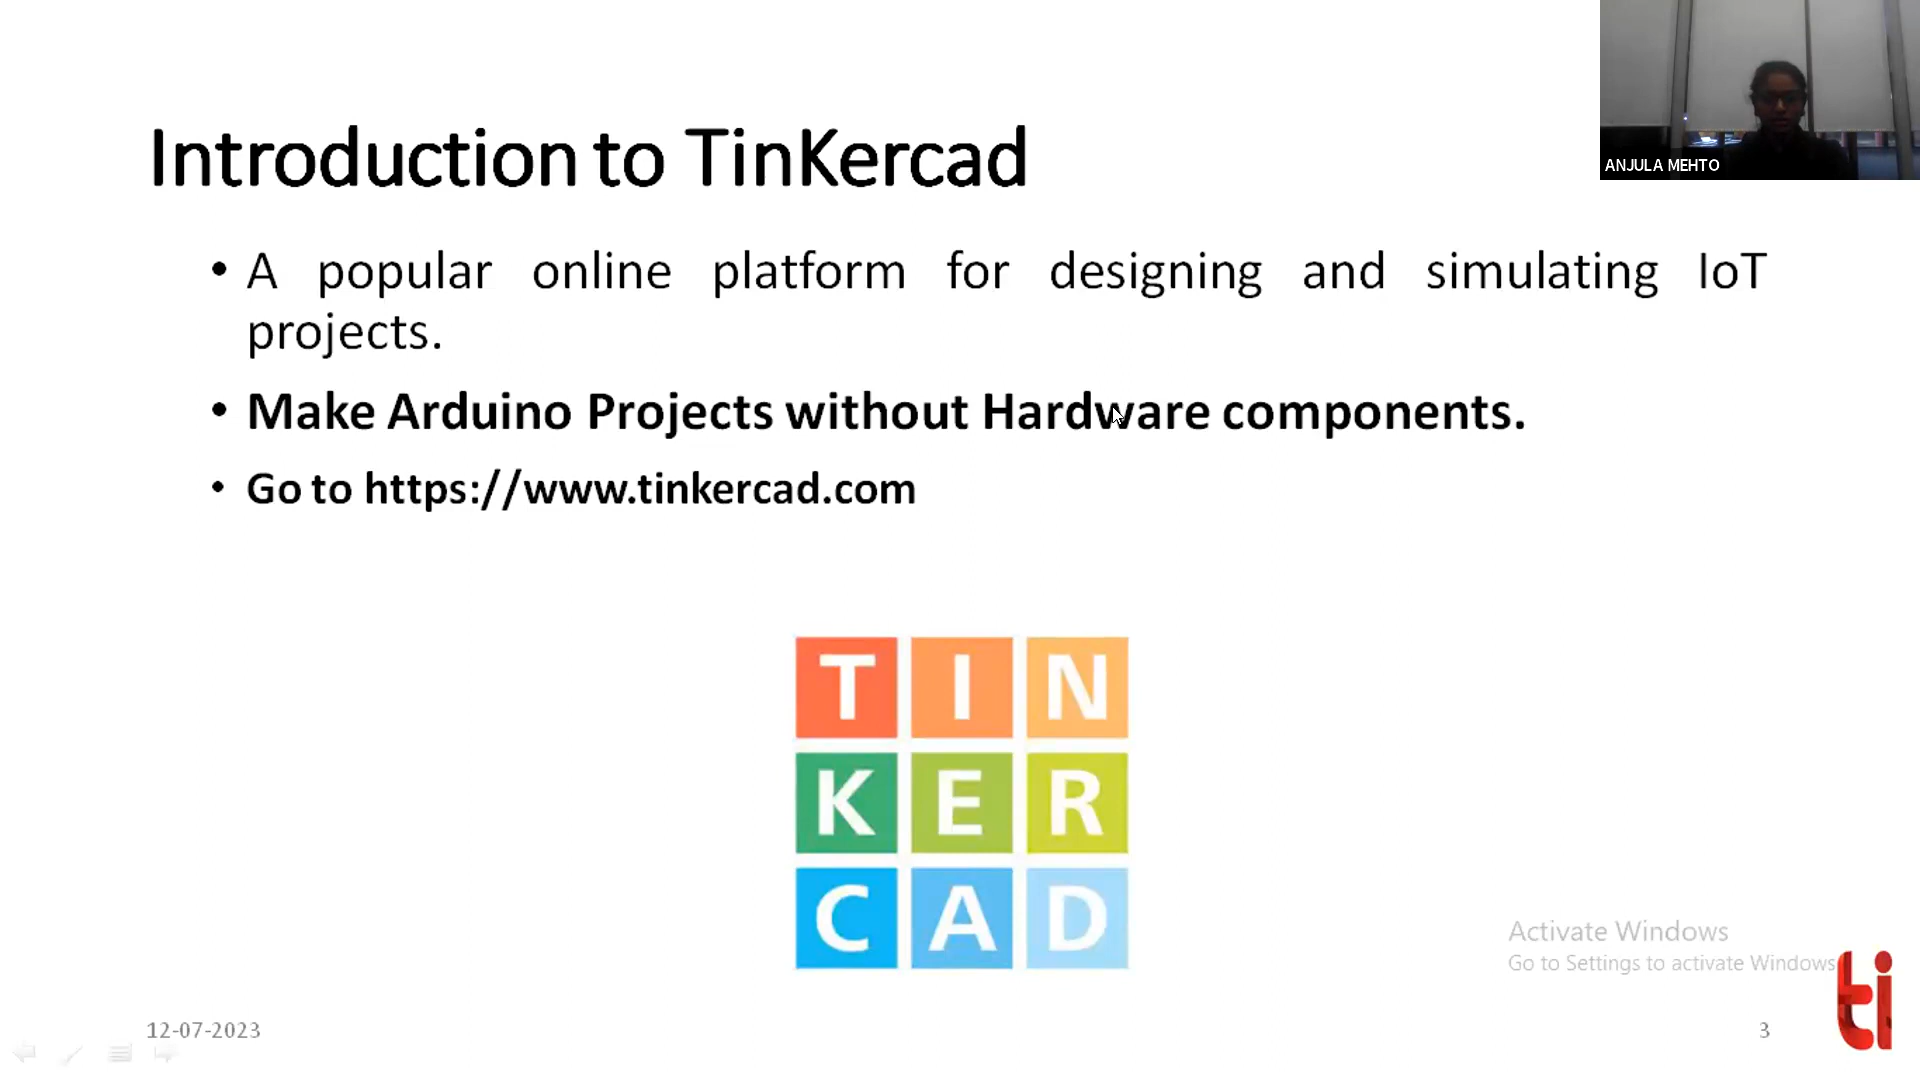 ANJULA MEHTO
Introduction to TinKercad
• A popular online platform for designing and simulating IoT
projects.
• Make Arduino Projects without Hardware components.
• Go to https://www.tinkercad.com
T I N
K E R
C A D
Activate Windows
Go to Settings to activate Windows
ti
12-07-2023
3